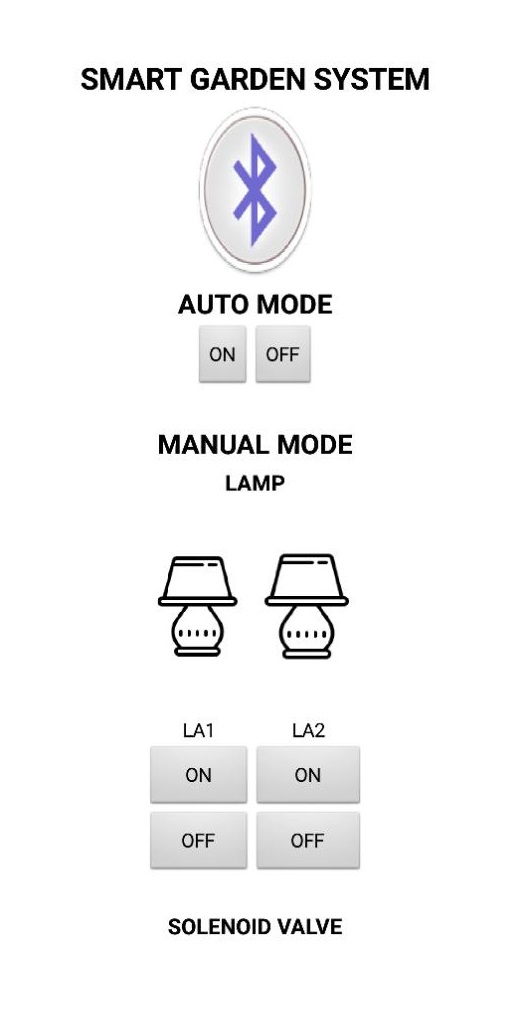 SMART GARDEN SYSTEM
AUTO MODE
ON OFF
MANUAL MODE
LAMP
LA1 LA2
ON ON
OFF OFF
SOLENOID VALVE